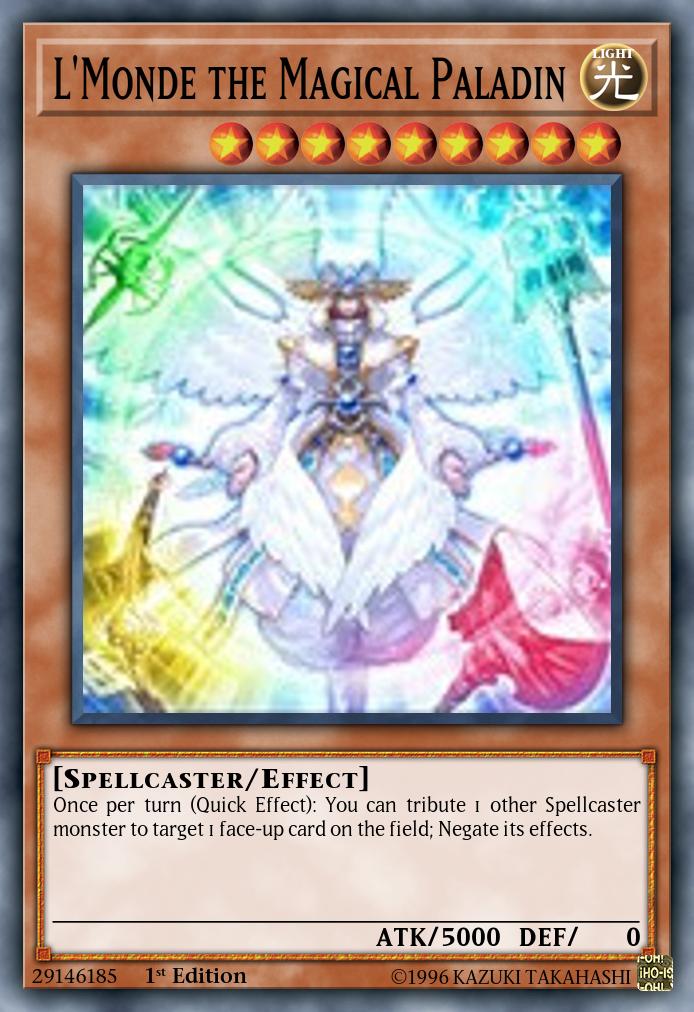 L'Monde the Magical Paladin
LIGHT
光
[Spellcaster/Effect]
Once per turn (Quick Effect): You can tribute 1 other Spellcaster
monster to target 1 face-up card on the field; Negate its effects.
ATK/5000 DEF/ 0
29146185 1st Edition ©1996 KAZUKI TAKAHASHI